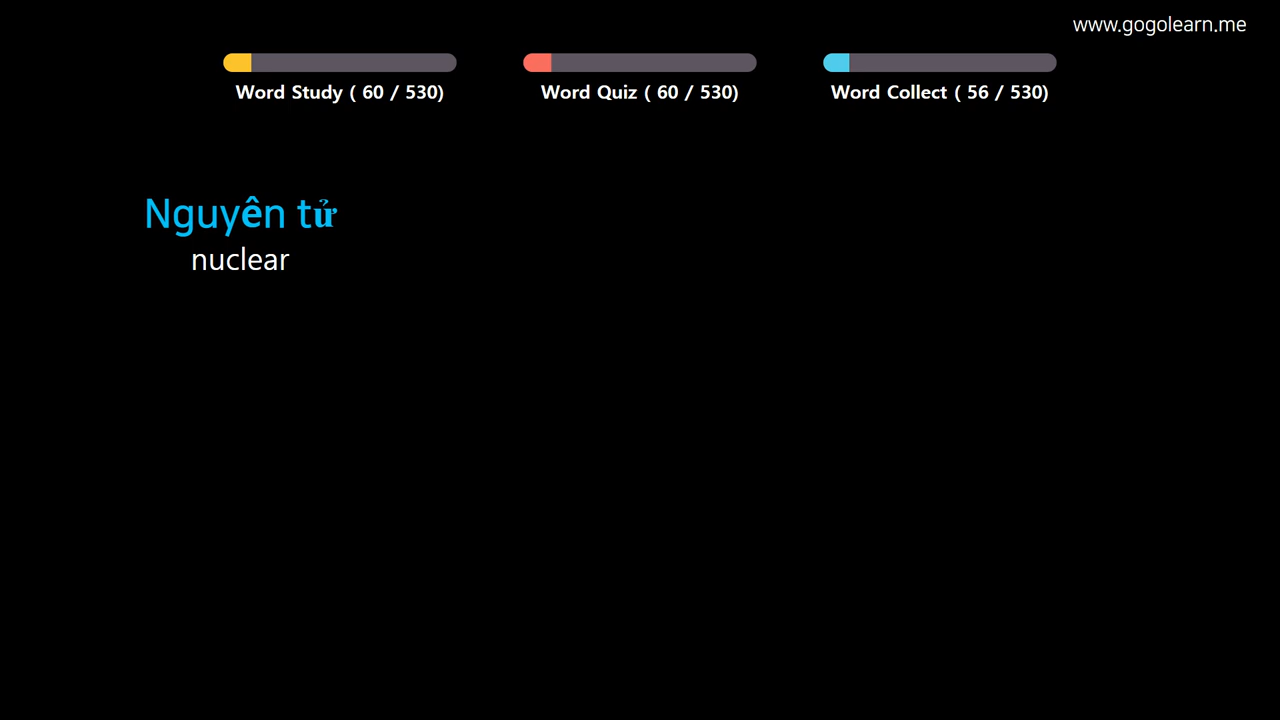 www.gogolearn.me
Word Study ( 60 / 530)
Word Quiz ( 60 / 530)
Word Collect ( 56 / 530)
Nguyên tử
nuclear